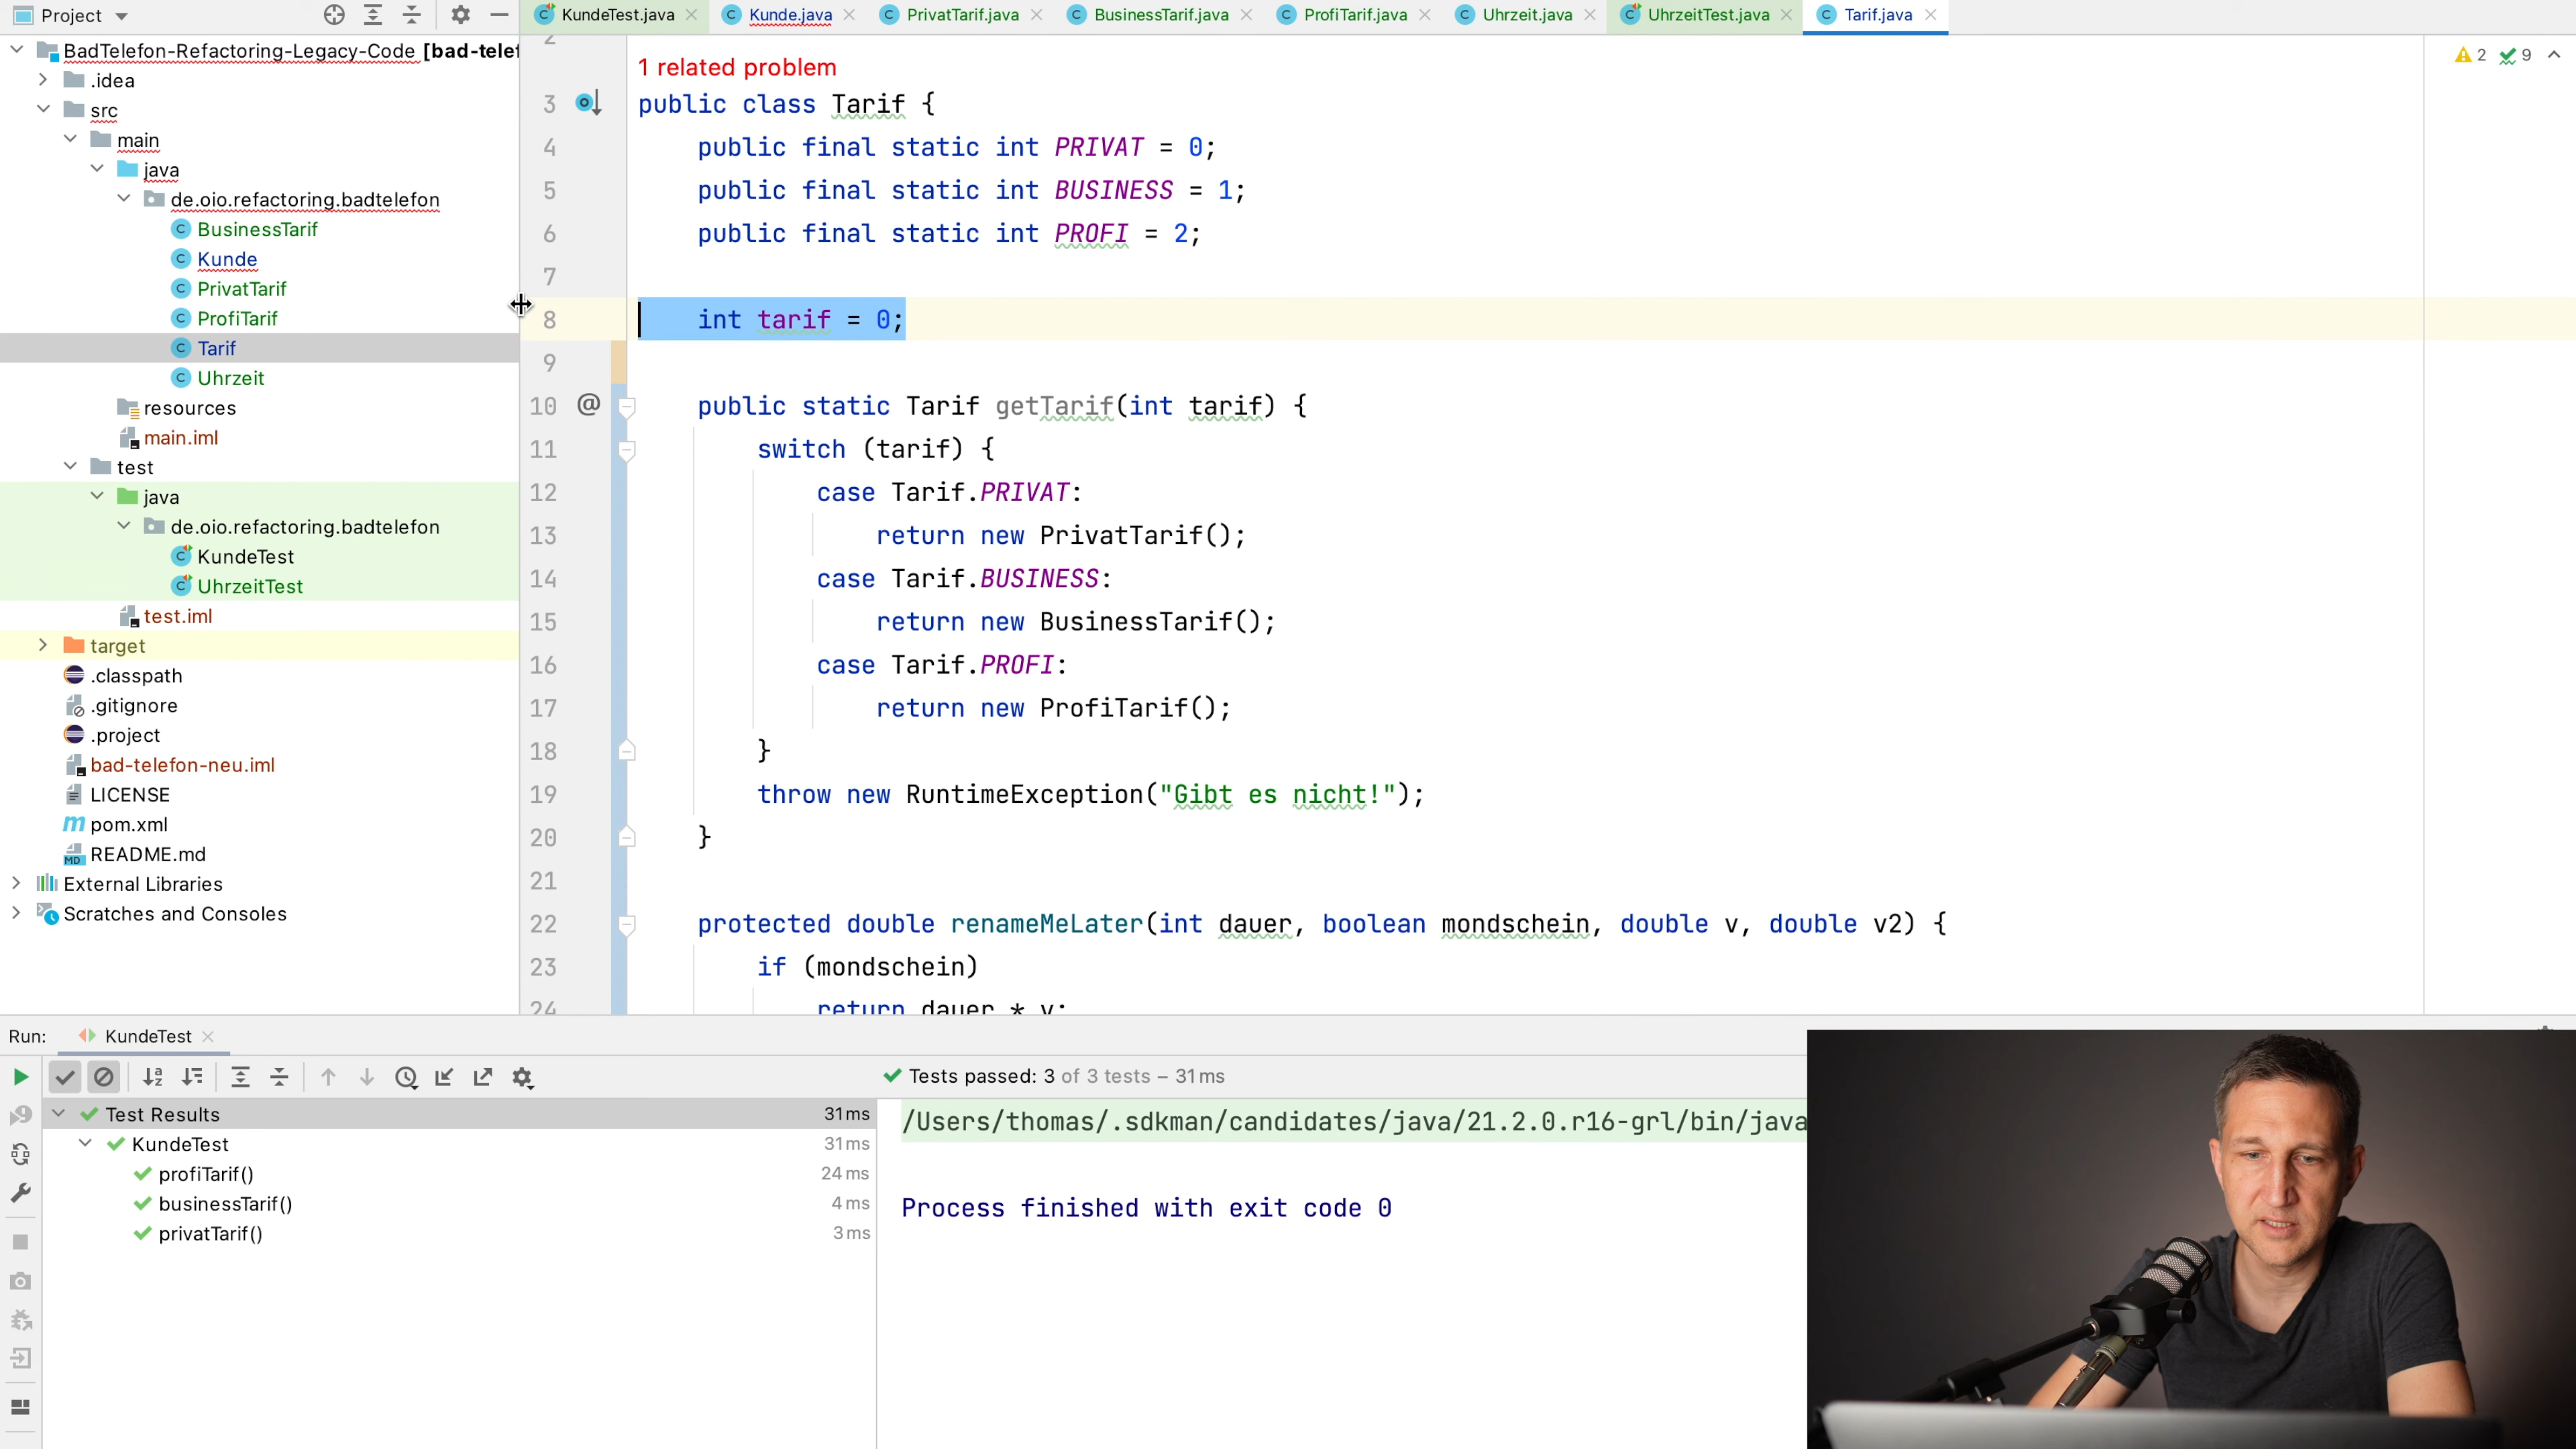 Project
KundeTest.java
Kunde.java
PrivatTarif.java
BusinessTarif.java
ProfiTarif.java
Uhrzeit.java
UhrzeitTest.java
Tarif.java
BadTelefon-Refactoring-Legacy-Code [bad-tele
.idea
src
main
java
de.oio.refactoring.badtelefon
BusinessTarif
Kunde
PrivatTarif
ProfiTarif
Tarif
Uhrzeit
resources
main.iml
test
java
de.oio.refactoring.badtelefon
KundeTest
UhrzeitTest
test.iml
target
.classpath
.gitignore
.project
bad-telefon-neu.iml
LICENSE
pom.xml
README.md
External Libraries
Scratches and Consoles
2
1 related problem
2 9
3 public class Tarif {
4 public final static int PRIVAT = 0;
5 public final static int BUSINESS = 1;
6 public final static int PROFI = 2;
7
8 int tarif = 0;
9
10 @ public static Tarif getTarif(int tarif) {
11 switch (tarif) {
12 case Tarif.PRIVAT:
13 return new PrivatTarif();
14 case Tarif.BUSINESS:
15 return new BusinessTarif();
16 case Tarif.PROFI:
17 return new ProfiTarif();
18 }
19 throw new RuntimeException("Gibt es nicht!");
20 }
21
22 protected double renameMeLater(int dauer, boolean mondschein, double v, double v2) {
23 if (mondschein)
24 return dauer * v;
Run: KundeTest
Tests passed: 3 of 3 tests – 31 ms
Test Results 31 ms
KundeTest 31 ms
profiTarif() 24 ms
businessTarif() 4 ms
privatTarif() 3 ms
/Users/thomas/.sdkman/candidates/java/21.2.0.r16-grl/bin/java
Process finished with exit code 0